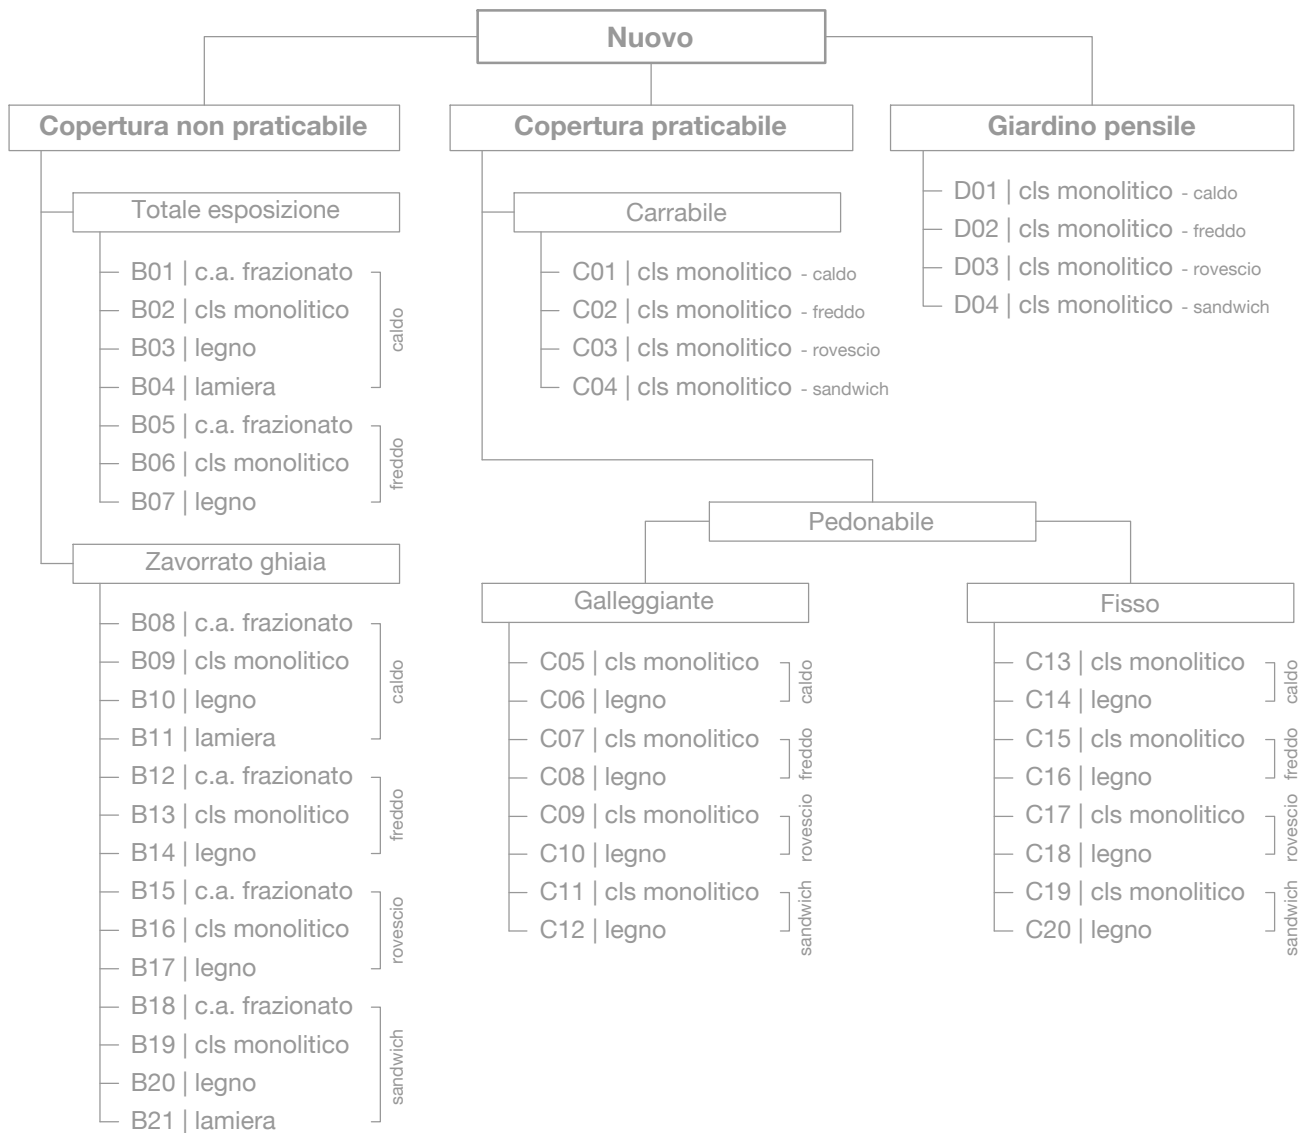 Nuovo
Copertura non praticabile
Totale esposizione
B01 | c.a. frazionato
B02 | cls monolitico
B03 | legno
B04 | lamiera
caldo
B05 | c.a. frazionato
B06 | cls monolitico
B07 | legno
freddo
Zavorrato ghiaia
B08 | c.a. frazionato
B09 | cls monolitico
B10 | legno
B11 | lamiera
caldo
B12 | c.a. frazionato
B13 | cls monolitico
B14 | legno
freddo
B15 | c.a. frazionato
B16 | cls monolitico
B17 | legno
rovescio
B18 | c.a. frazionato
B19 | cls monolitico
B20 | legno
B21 | lamiera
sandwich
Copertura praticabile
Carrabile
C01 | cls monolitico - caldo
C02 | cls monolitico - freddo
C03 | cls monolitico - rovescio
C04 | cls monolitico - sandwich
Pedonabile
Galleggiante
C05 | cls monolitico
C06 | legno
caldo
C07 | cls monolitico
C08 | legno
freddo
C09 | cls monolitico
C10 | legno
rovescio
C11 | cls monolitico
C12 | legno
sandwich
Fisso
C13 | cls monolitico
C14 | legno
caldo
C15 | cls monolitico
C16 | legno
freddo
C17 | cls monolitico
C18 | legno
rovescio
C19 | cls monolitico
C20 | legno
sandwich
Giardino pensile
D01 | cls monolitico - caldo
D02 | cls monolitico - freddo
D03 | cls monolitico - rovescio
D04 | cls monolitico - sandwich